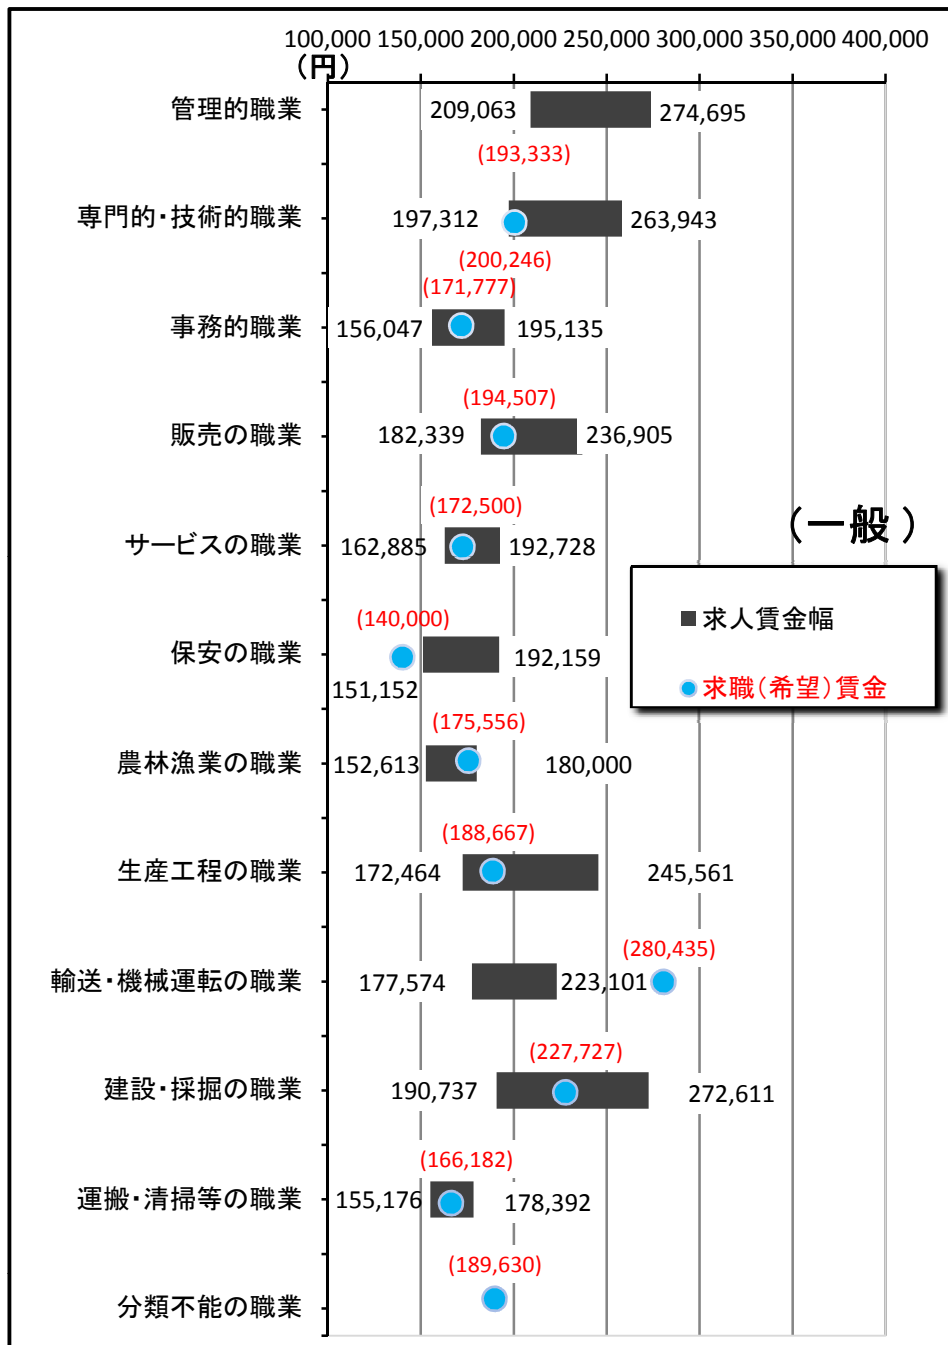 100,000 150,000 200,000 250,000 300,000 350,000 400,000
（円）
管理的職業 209,063 274,695
(193,333)
専門的・技術的職業 197,312 263,943
(200,246)
(171,777)
事務的職業 156,047 195,135
(194,507)
販売の職業 182,339 236,905
(172,500)
サービスの職業 162,885 192,728
（一般）
求人賃金幅
求職（希望）賃金
(140,000)
保安の職業 192,159
151,152
(175,556)
農林漁業の職業 152,613 180,000
(188,667)
生産工程の職業 172,464 245,561
(280,435)
輸送・機械運転の職業 177,574 223,101
(227,727)
建設・採掘の職業 190,737 272,611
(166,182)
運搬・清掃等の職業 155,176 178,392
(189,630)
分類不能の職業